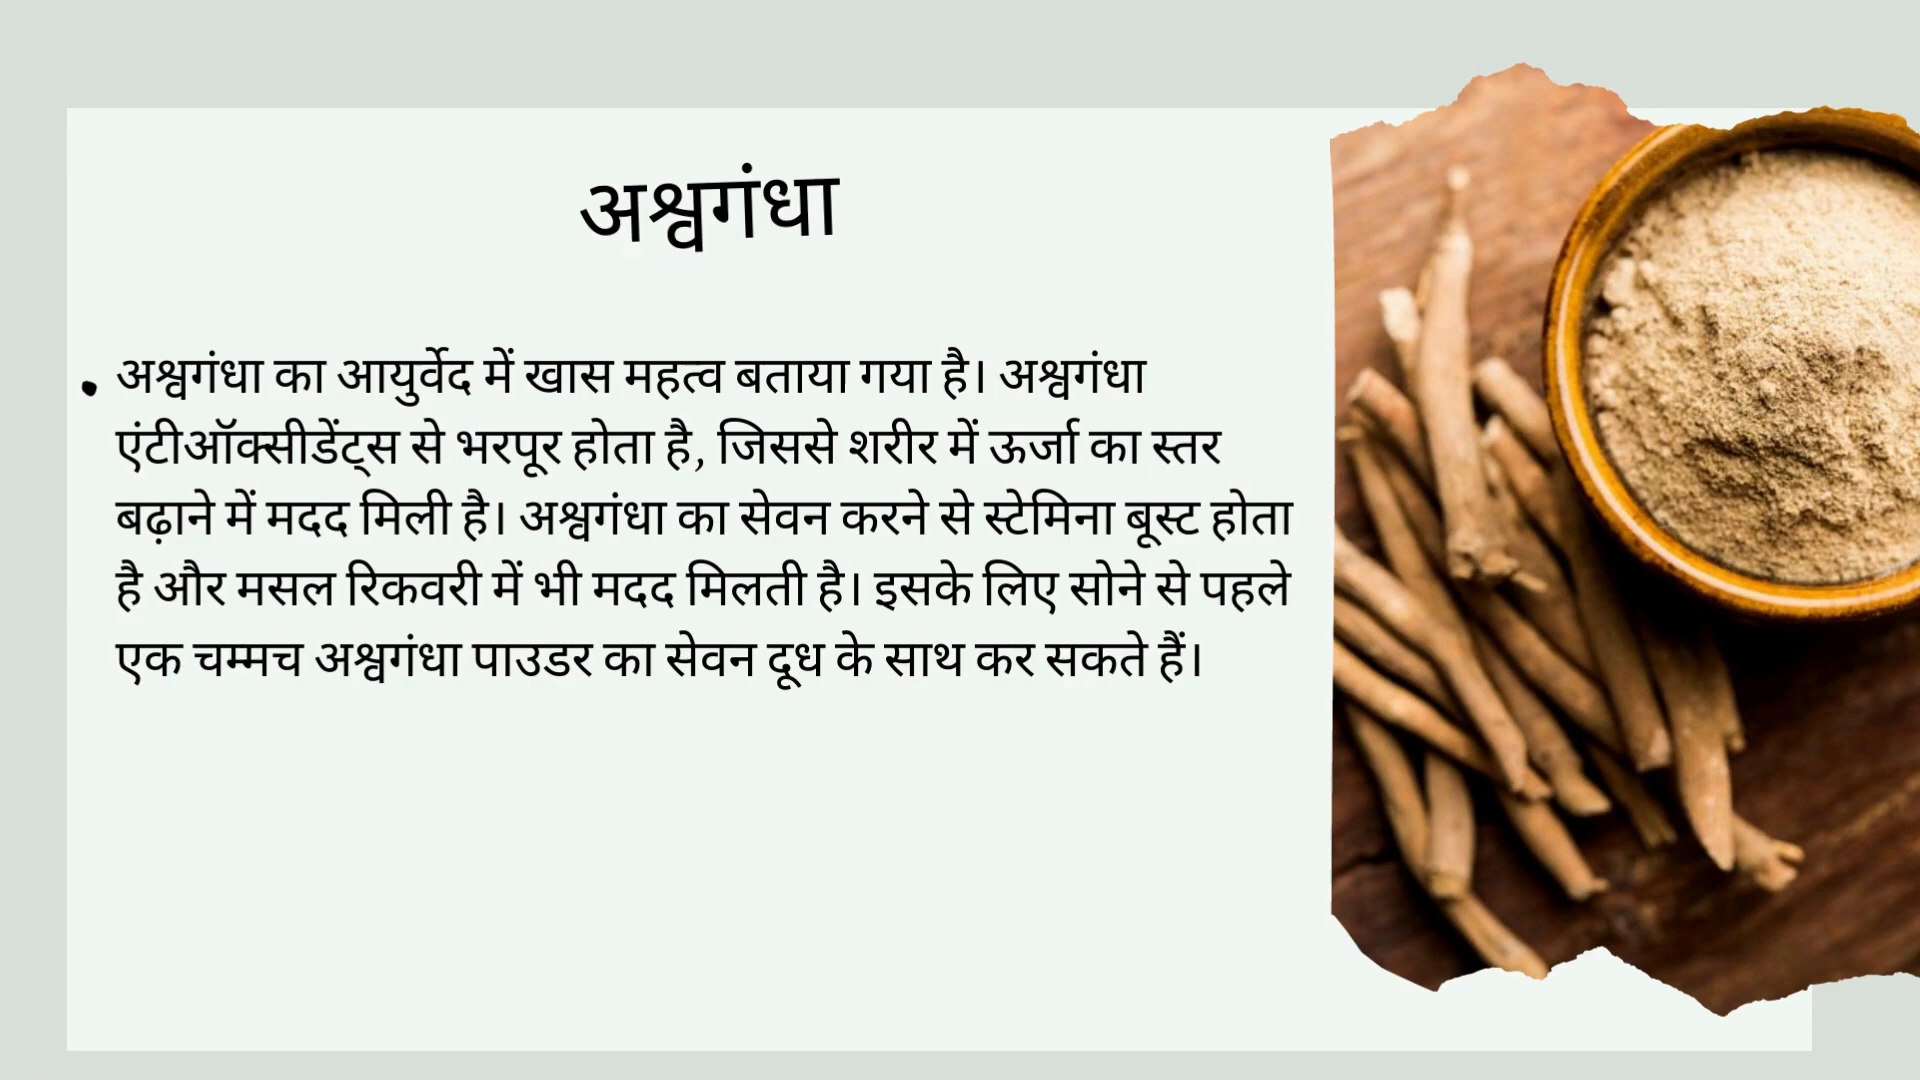 अश्वगंधा
• अश्वगंधा का आयुर्वेद में खास महत्व बताया गया है। अश्वगंधा
एंटीऑक्सीडेंट्स से भरपूर होता है, जिससे शरीर में ऊर्जा का स्तर
बढ़ाने में मदद मिली है। अश्वगंधा का सेवन करने से स्टेमिना बूस्ट होता
है और मसल रिकवरी में भी मदद मिलती है। इसके लिए सोने से पहले
एक चम्मच अश्वगंधा पाउडर का सेवन दूध के साथ कर सकते हैं।